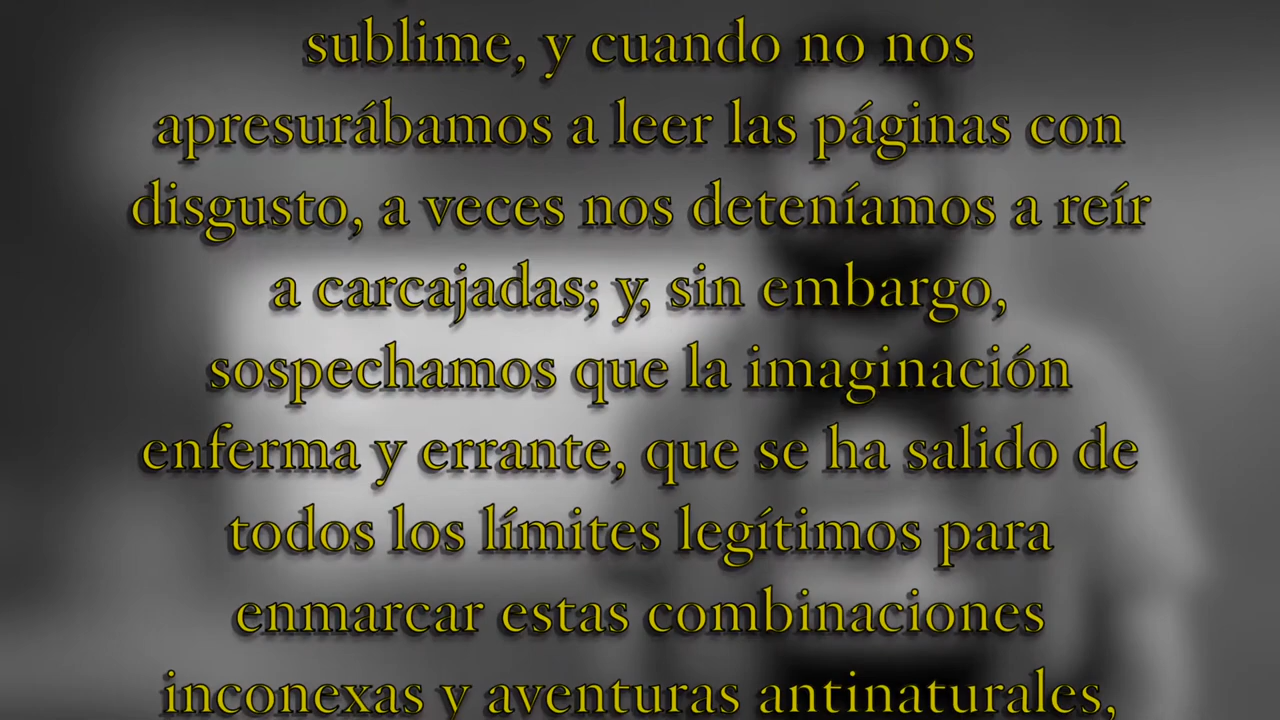 sublime, y cuando no nos
apresurábamos a leer las páginas con
disgusto, a veces nos deteníamos a reír
a carcajadas; y, sin embargo,
sospechamos que la imaginación
enferma y errante, que se ha salido de
todos los límites legítimos para
enmarcar estas combinaciones
inconexas y aventuras antinaturales,